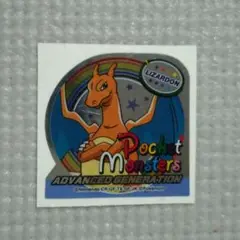 LIZARDON
Pocket
Monsters
ADVANCED GENERATION